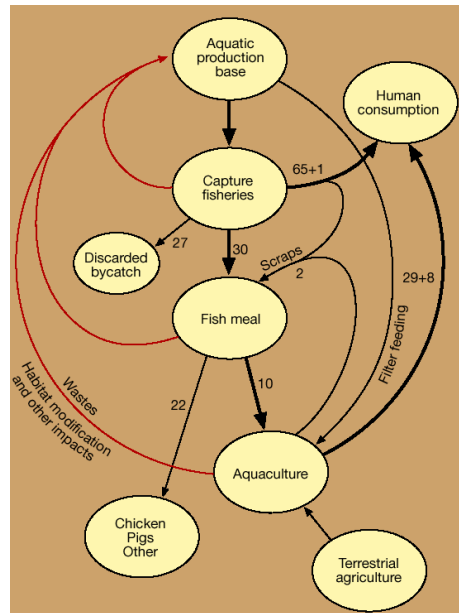 Aquatic
production
base
Human
consumption
65+1
Capture
fisheries
27
30
Discarded
bycatch
Scraps
2
29+8
Fish meal
Filter feeding
22
10
Wastes
Habitat modification
and other impacts
Aquaculture
Chicken
Pigs
Other
Terrestrial
agriculture